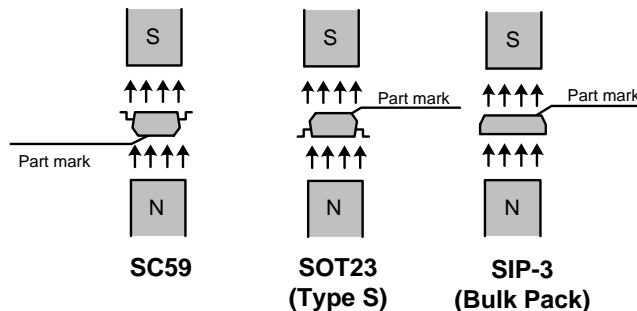 S
S
S
Part mark
Part mark
Part mark
N
N
N
SC59
SOT23
(Type S)
SIP-3
(Bulk Pack)